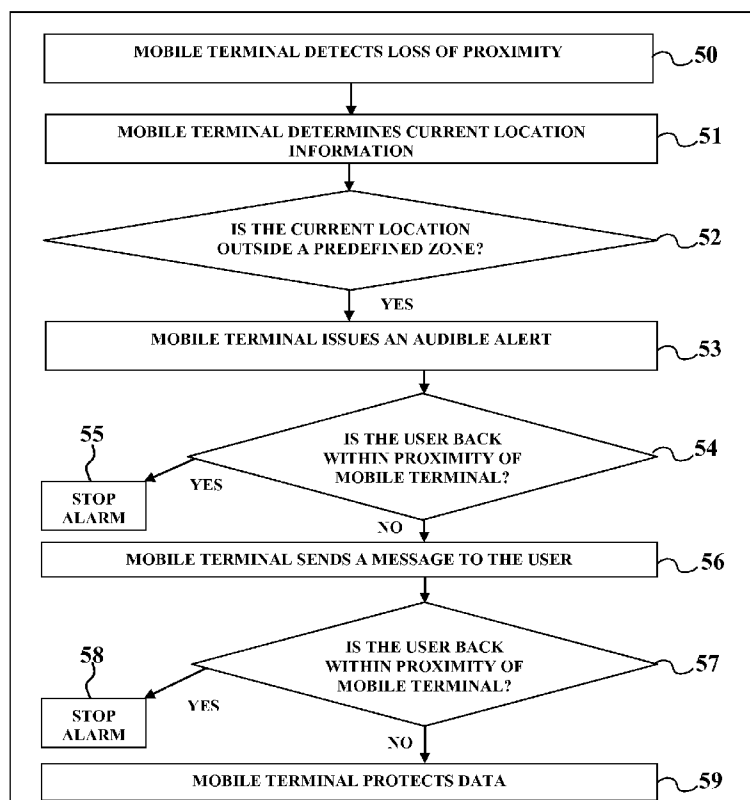 MOBILE TERMINAL DETECTS LOSS OF PROXIMITY
50
MOBILE TERMINAL DETERMINES CURRENT LOCATION
INFORMATION
51
IS THE CURRENT LOCATION
OUTSIDE A PREDEFINED ZONE?
52
YES
MOBILE TERMINAL ISSUES AN AUDIBLE ALERT
53
55
IS THE USER BACK
WITHIN PROXIMITY OF
MOBILE TERMINAL?
54
YES
STOP
ALARM
NO
MOBILE TERMINAL SENDS A MESSAGE TO THE USER
56
58
IS THE USER BACK
WITHIN PROXIMITY OF
MOBILE TERMINAL?
57
YES
STOP
ALARM
NO
MOBILE TERMINAL PROTECTS DATA
59